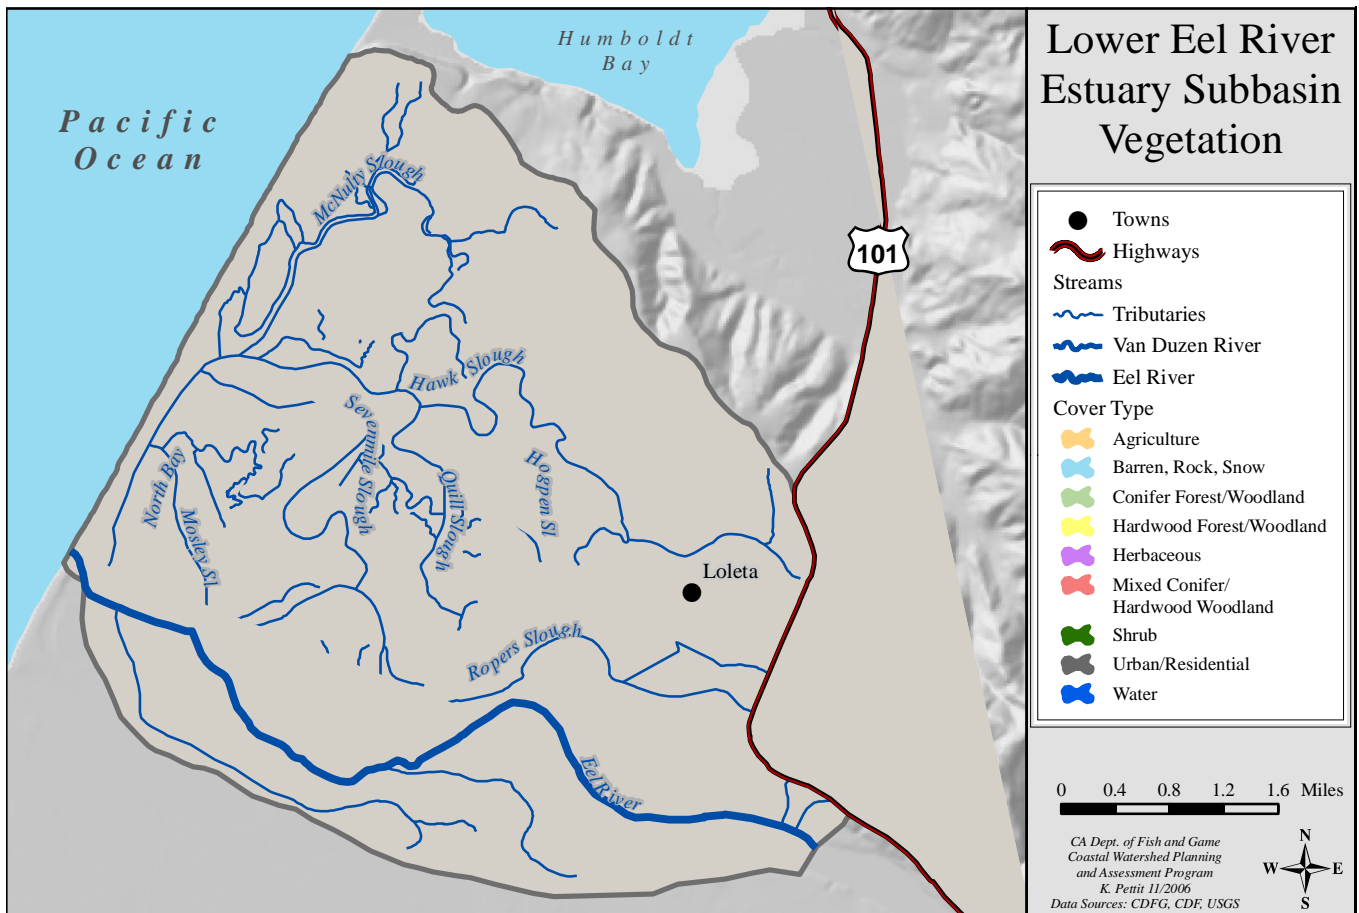 Lower Eel River
Estuary Subbasin
Vegetation
Humboldt
Bay
Pacific
Ocean
McNulty Slough
101
Hawk Slough
Sevenmile Slough
North Bay
Mosley Sl
Quill Slough
Hogpen Sl
Loleta
Ropers Slough
Eel River
Towns
Highways
Streams
Tributaries
Van Duzen River
Eel River
Cover Type
Agriculture
Barren, Rock, Snow
Conifer Forest/Woodland
Hardwood Forest/Woodland
Herbaceous
Mixed Conifer/
Hardwood Woodland
Shrub
Urban/Residential
Water
0 0.4 0.8 1.2 1.6 Miles
CA Dept. of Fish and Game
Coastal Watershed Planning
and Assessment Program
K. Pettit 11/2006
Data Sources: CDFG, CDF, USGS
N
W E
S